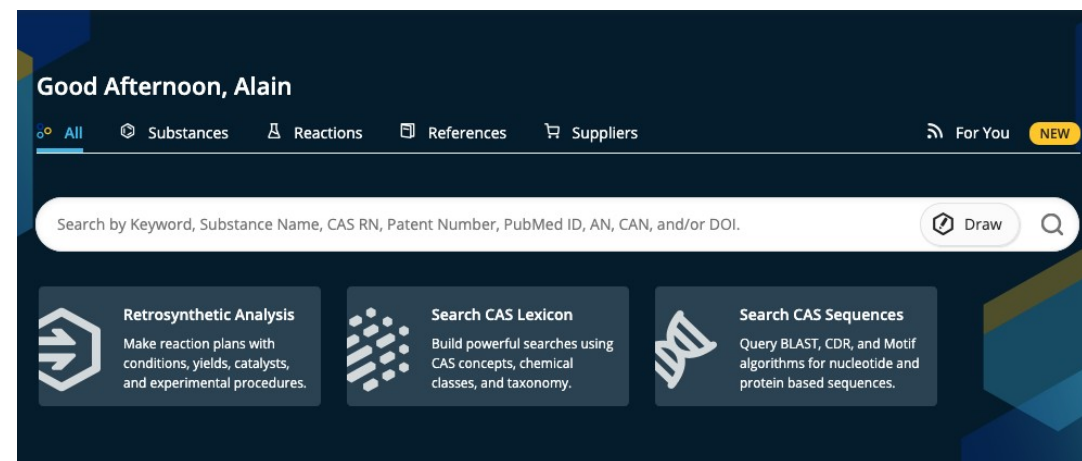 Good Afternoon, Alain
All Substances Reactions References Suppliers For You NEW
Search by Keyword, Substance Name, CAS RN, Patent Number, PubMed ID, AN, CAN, and/or DOI. Draw
Retrosynthetic Analysis
Make reaction plans with
conditions, yields, catalysts,
and experimental procedures.
Search CAS Lexicon
Build powerful searches using
CAS concepts, chemical
classes, and taxonomy.
Search CAS Sequences
Query BLAST, CDR, and Motif
algorithms for nucleotide and
protein based sequences.